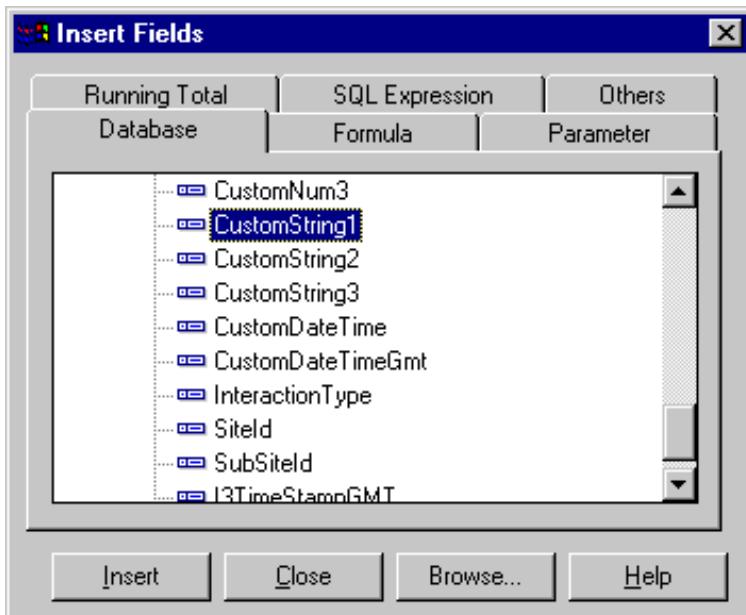 Insert Fields
Running Total SQL Expression Others
Database Formula Parameter
CustomNum3
CustomString1
CustomString2
CustomString3
CustomDateTime
CustomDateTimeGmt
InteractionType
SiteId
SubSiteId
I3TimeStampGMT
Insert Close Browse... Help